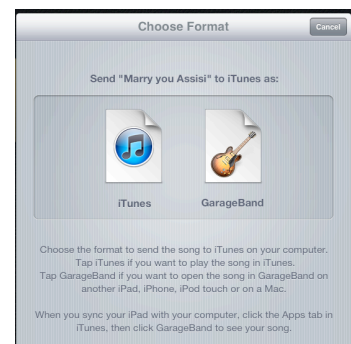 Choose Format
Cancel
Send "Marry you Assisi" to iTunes as:
iTunes
GarageBand
Choose the format to send the song to iTunes on your computer.
Tap iTunes if you want to play the song in iTunes.
Tap GarageBand if you want to open the song in GarageBand on
another iPad, iPhone, iPod touch or on a Mac.
When you sync your iPad with your computer, click the Apps tab in
iTunes, then click GarageBand to see your song.